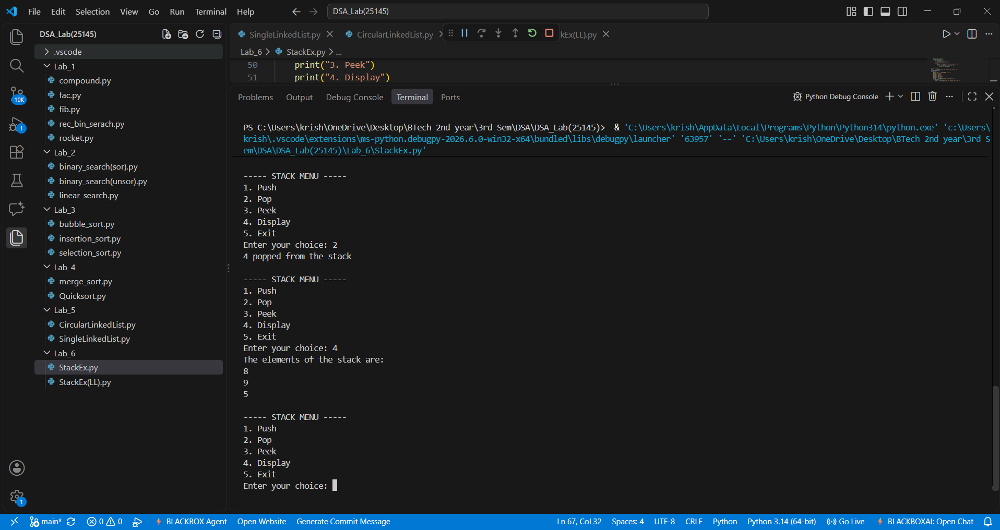 File Edit Selection View Go Run Terminal Help
DSA_Lab(25145)
DSA_Lab(25145)
.vscode
Lab_1
compound.py
fac.py
fib.py
rec_bin_serach.py
rocket.py
Lab_2
binary_search(sor).py
binary_search(unsor).py
linear_search.py
Lab_3
bubble_sort.py
insertion_sort.py
selection_sort.py
Lab_4
merge_sort.py
Quicksort.py
Lab_5
CircularLinkedList.py
SingleLinkedList.py
Lab_6
StackEx.py
StackEx(LL).py
10K
1
1
SingleLinkedList.py CircularLinkedList.py kEx(LL).py
Lab_6 > StackEx.py > ...
50 print("3. Peek")
51 print("4. Display")
Problems Output Debug Console Terminal Ports
Python Debug Console
PS C:\Users\krish\OneDrive\Desktop\BTech 2nd year\3rd Sem\DSA\DSA_Lab(25145)> & 'C:\Users\krish\AppData\Local\Programs\Python\Python314\python.exe' 'c:\Users\
krish\.vscode\extensions\ms-python.debugpy-2026.6.0-win32-x64\bundled\libs\debugpy\launcher' '63957' '--' 'C:\Users\krish\OneDrive\Desktop\BTech 2nd year\3rd S
em\DSA\DSA_Lab(25145)\Lab_6\StackEx.py'
----- STACK MENU -----
1. Push
2. Pop
3. Peek
4. Display
5. Exit
Enter your choice: 2
4 popped from the stack
----- STACK MENU -----
1. Push
2. Pop
3. Peek
4. Display
5. Exit
Enter your choice: 4
The elements of the stack are:
8
9
5
----- STACK MENU -----
1. Push
2. Pop
3. Peek
4. Display
5. Exit
Enter your choice:
main* 0 0 BLACKBOX Agent Open Website Generate Commit Message Ln 67, Col 32 Spaces: 4 UTF-8 CRLF Python Python 3.14 (64-bit) Go Live BLACKBOXAI: Open Chat